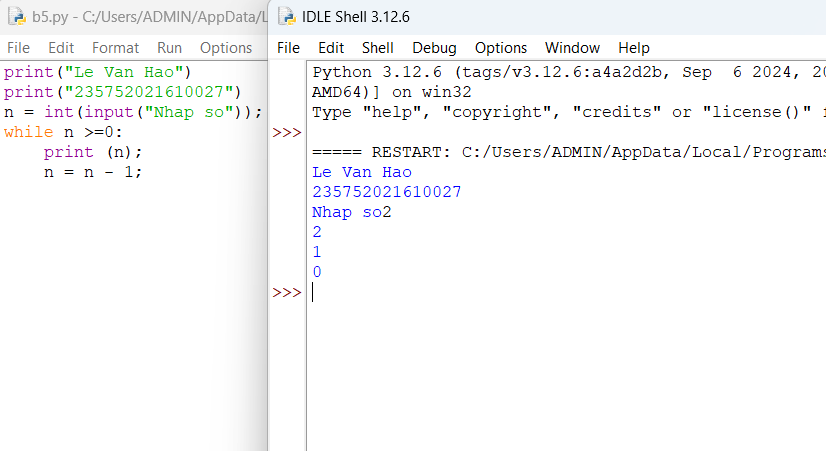 b5.py - C:/Users/ADMIN/AppData/L
File Edit Format Run Options
print("Le Van Hao")
print("235752021610027")
n = int(input("Nhap so"));
while n >=0:
    print (n);
    n = n - 1;
IDLE Shell 3.12.6
File Edit Shell Debug Options Window Help
Python 3.12.6 (tags/v3.12.6:a4a2d2b, Sep  6 2024, 20
AMD64)] on win32
Type "help", "copyright", "credits" or "license()"
>>>
===== RESTART: C:/Users/ADMIN/AppData/Local/Programs
Le Van Hao
235752021610027
Nhap so2
2
1
0
>>>